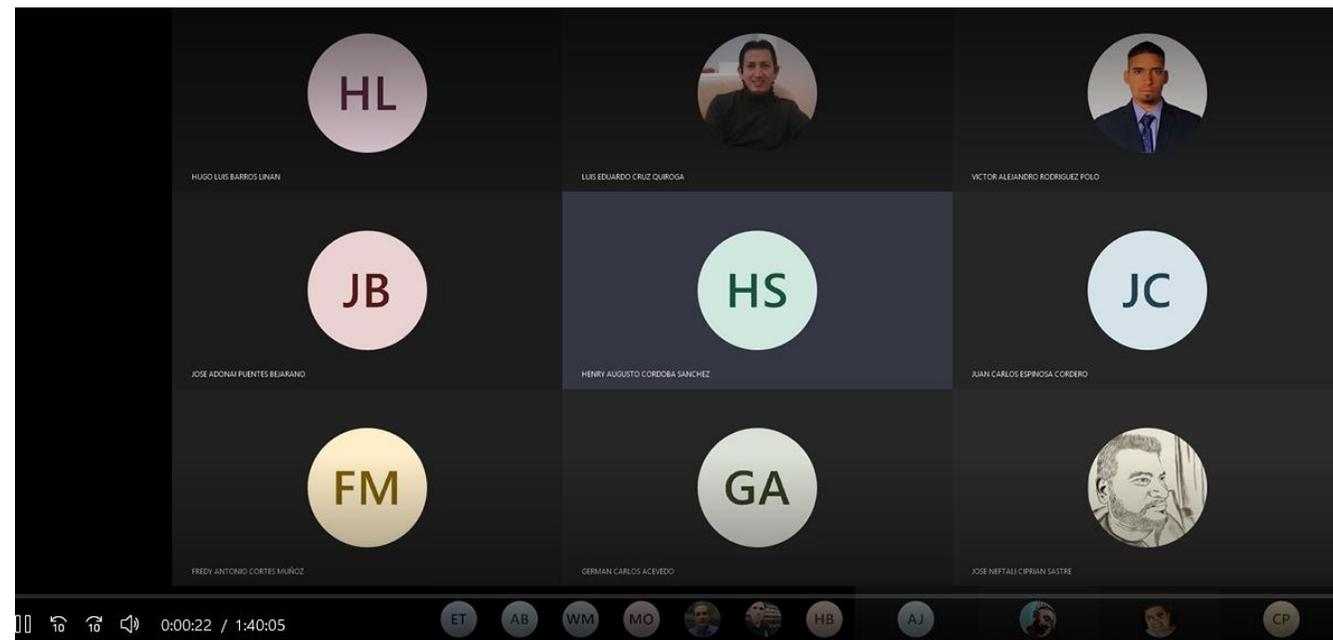 HL
HUGO LUIS BARROS LINAN
LUIS EDUARDO CRUZ QUIROGA
VICTOR ALEJANDRO RODRIGUEZ POLO
JB
HS
JC
JOSE ADONAI PUENTES BEJARANO
HENRY AUGUSTO CORDOBA SANCHEZ
JUAN CARLOS ESPINOSA CORDERO
FM
GA
FREDY ANTONIO CORTES MUÑOZ
GERMAN CARLOS ACEVEDO
JOSE NEFTALI CIPRIAN SASTRE
10 10 0:00:22 / 1:40:05 ET AB WM MO HB AJ CP